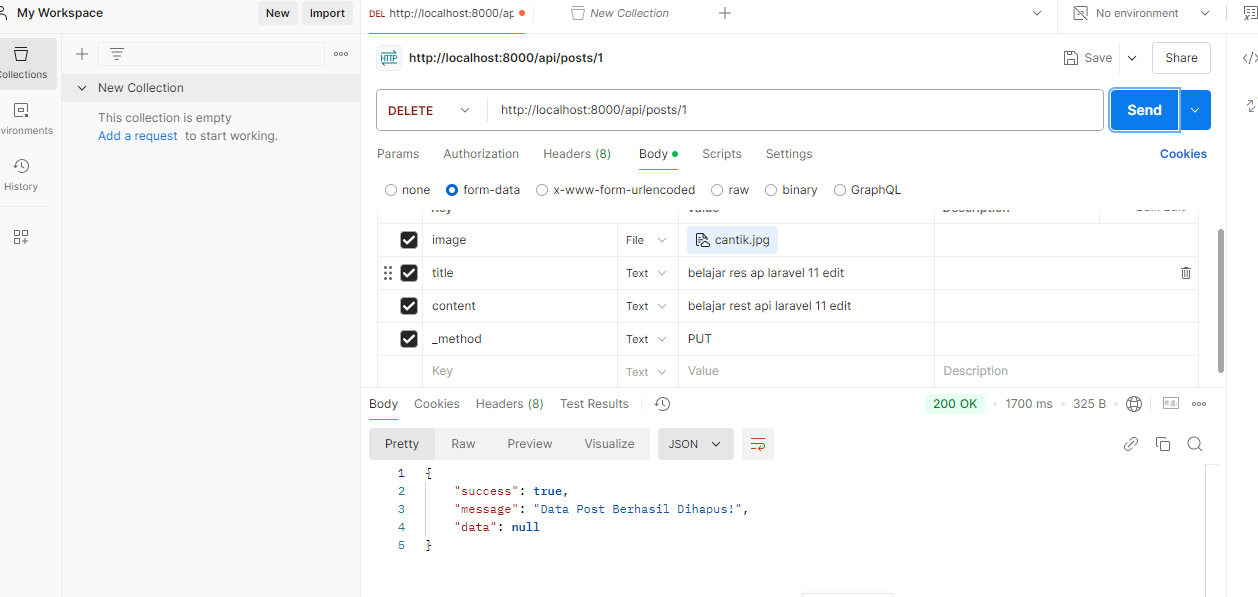 My Workspace New Import DEL http://localhost:8000/ap New Collection No environment
Collections
http://localhost:8000/api/posts/1 Save Share
New Collection
This collection is empty
Add a request to start working.
DELETE http://localhost:8000/api/posts/1 Send
History
Params Authorization Headers (8) Body Scripts Settings Cookies
none form-data x-www-form-urlencoded raw binary GraphQL
image File cantik.jpg
title Text belajar res ap laravel 11 edit
content Text belajar rest api laravel 11 edit
_method Text PUT
Key Text Value Description
Body Cookies Headers (8) Test Results 200 OK 1700 ms 325 B e.g.
Pretty Raw Preview Visualize JSON
1 {
2 "success": true,
3 "message": "Data Post Berhasil Dihapus!",
4 "data": null
5 }